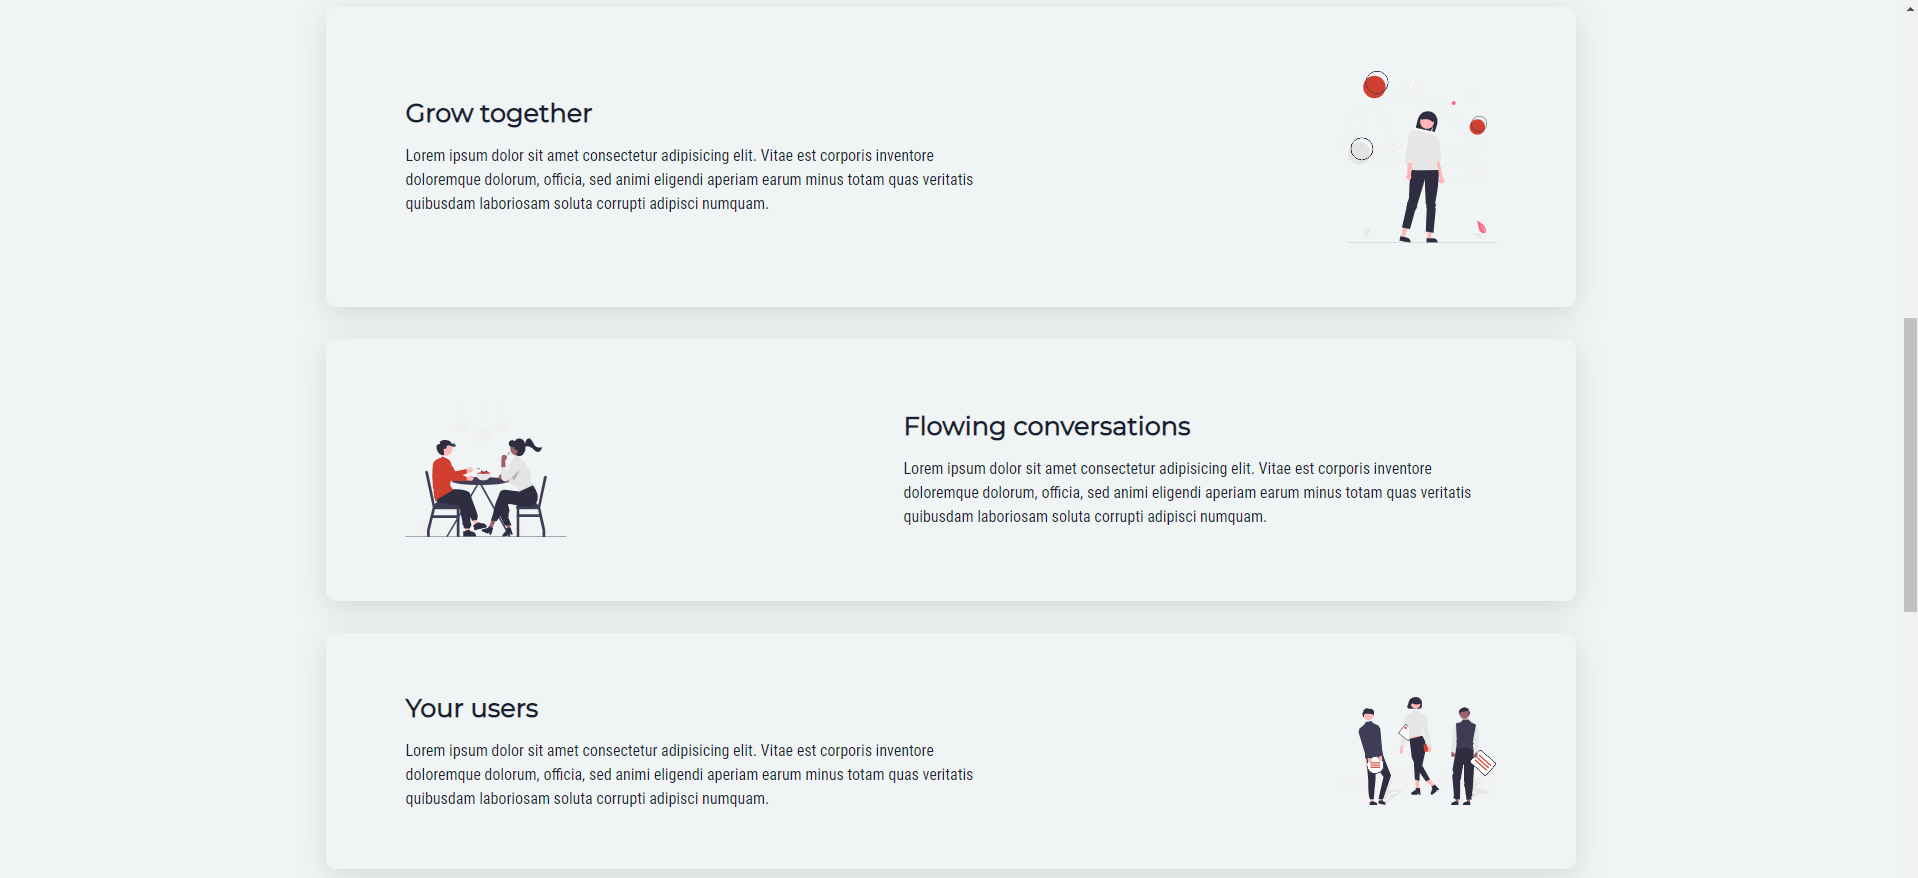 Grow together
Lorem ipsum dolor sit amet consectetur adipisicing elit. Vitae est corporis inventore
doloremque dolorum, officia, sed animi eligendi aperiam earum minus totam quas veritatis
quibusdam laboriosam soluta corrupti adipisci numquam.
Flowing conversations
Lorem ipsum dolor sit amet consectetur adipisicing elit. Vitae est corporis inventore
doloremque dolorum, officia, sed animi eligendi aperiam earum minus totam quas veritatis
quibusdam laboriosam soluta corrupti adipisci numquam.
Your users
Lorem ipsum dolor sit amet consectetur adipisicing elit. Vitae est corporis inventore
doloremque dolorum, officia, sed animi eligendi aperiam earum minus totam quas veritatis
quibusdam laboriosam soluta corrupti adipisci numquam.